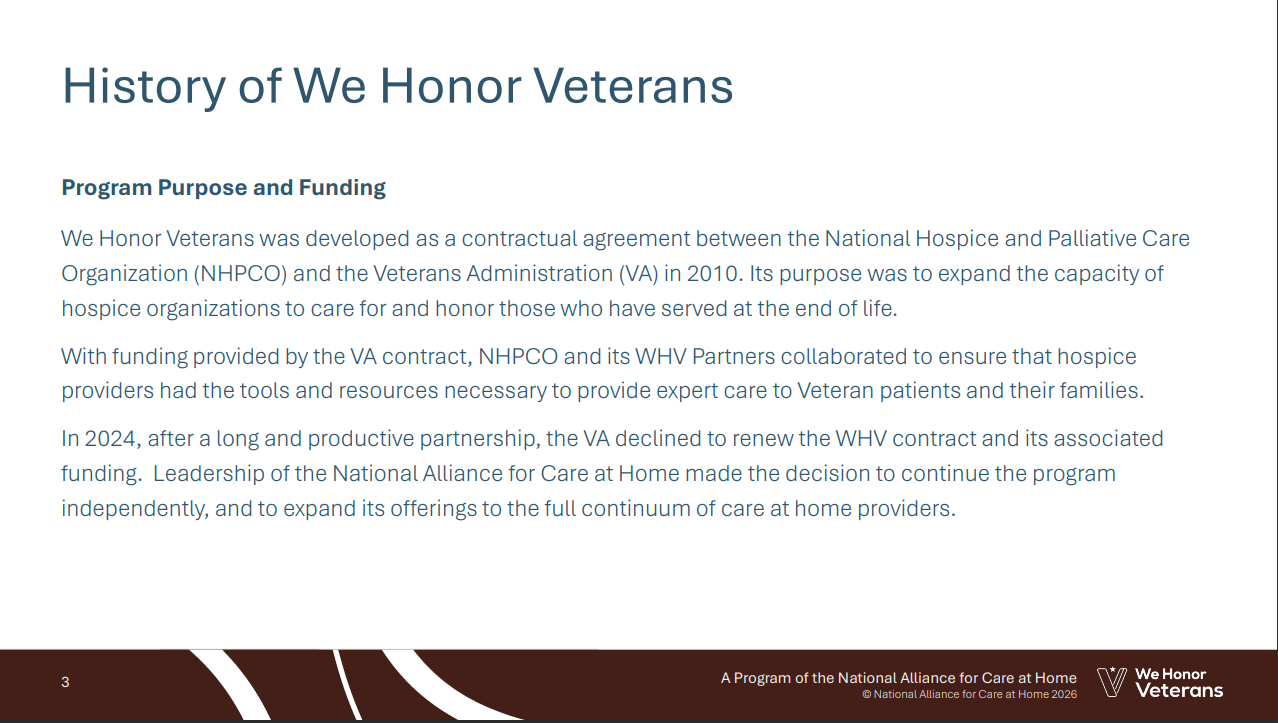 History of We Honor Veterans
Program Purpose and Funding
We Honor Veterans was developed as a contractual agreement between the National Hospice and Palliative Care
Organization (NHPCO) and the Veterans Administration (VA) in 2010. Its purpose was to expand the capacity of
hospice organizations to care for and honor those who have served at the end of life.
With funding provided by the VA contract, NHPCO and its WHV Partners collaborated to ensure that hospice
providers had the tools and resources necessary to provide expert care to Veteran patients and their families.
In 2024, after a long and productive partnership, the VA declined to renew the WHV contract and its associated
funding.  Leadership of the National Alliance for Care at Home made the decision to continue the program
independently, and to expand its offerings to the full continuum of care at home providers.
3
A Program of the National Alliance for Care at Home
© National Alliance for Care at Home 2026
We Honor
Veterans